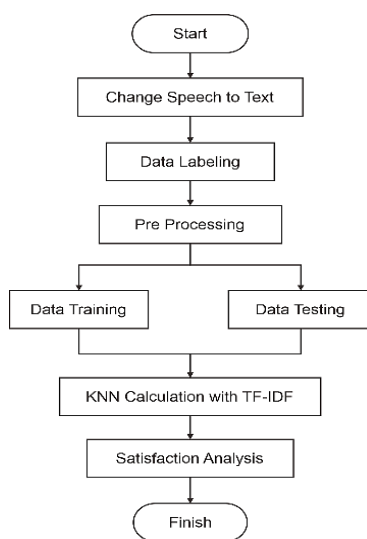 Start
Change Speech to Text
Data Labeling
Pre Processing
Data Training
Data Testing
KNN Calculation with TF-IDF
Satisfaction Analysis
Finish